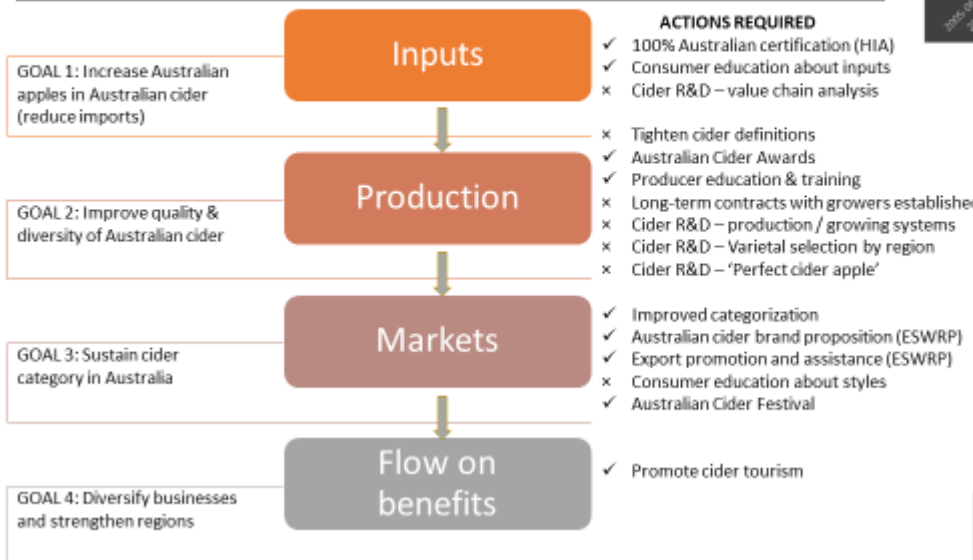 ACTIONS REQUIRED
Inputs
GOAL 1: Increase Australian
apples in Australian cider
(reduce imports)
✓ 100% Australian certification (HIA)
✓ Consumer education about inputs
× Cider R&D – value chain analysis
Production
GOAL 2: Improve quality &
diversity of Australian cider
× Tighten cider definitions
✓ Australian Cider Awards
✓ Producer education & training
× Long-term contracts with growers established
× Cider R&D – production / growing systems
× Cider R&D – Varietal selection by region
× Cider R&D – ‘Perfect cider apple’
Markets
GOAL 3: Sustain cider
category in Australia
✓ Improved categorization
✓ Australian cider brand proposition (ESWRP)
✓ Export promotion and assistance (ESWRP)
× Consumer education about styles
✓ Australian Cider Festival
Flow on
benefits
GOAL 4: Diversify businesses
and strengthen regions
✓ Promote cider tourism